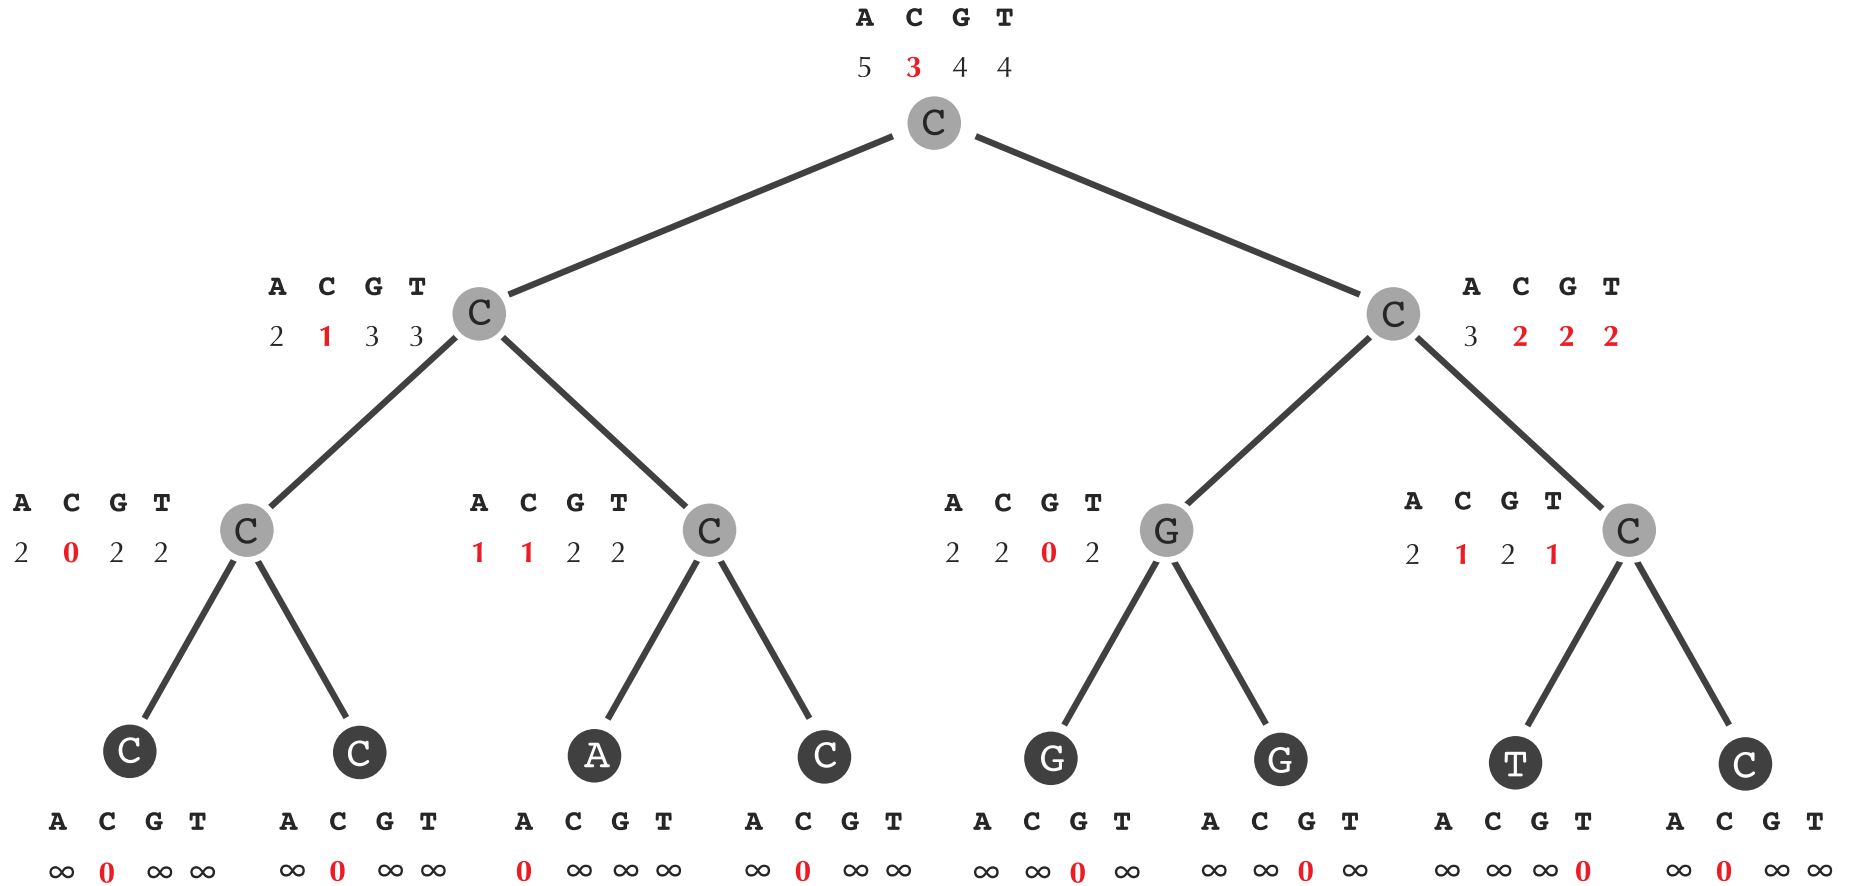 A C G T
5 3 4 4
C
A C G T
2 1 3 3
C
C
A C G T
3 2 2 2
A C G T
2 0 2 2
C
A C G T
1 1 2 2
C
A C G T
2 2 0 2
G
A C G T
2 1 2 1
C
C
C
A
C
G
G
T
C
A C G T
∞ 0 ∞ ∞
A C G T
∞ 0 ∞ ∞
A C G T
0 ∞ ∞ ∞
A C G T
∞ 0 ∞ ∞
A C G T
∞ ∞ 0 ∞
A C G T
∞ ∞ 0 ∞
A C G T
∞ ∞ ∞ 0
A C G T
∞ 0 ∞ ∞